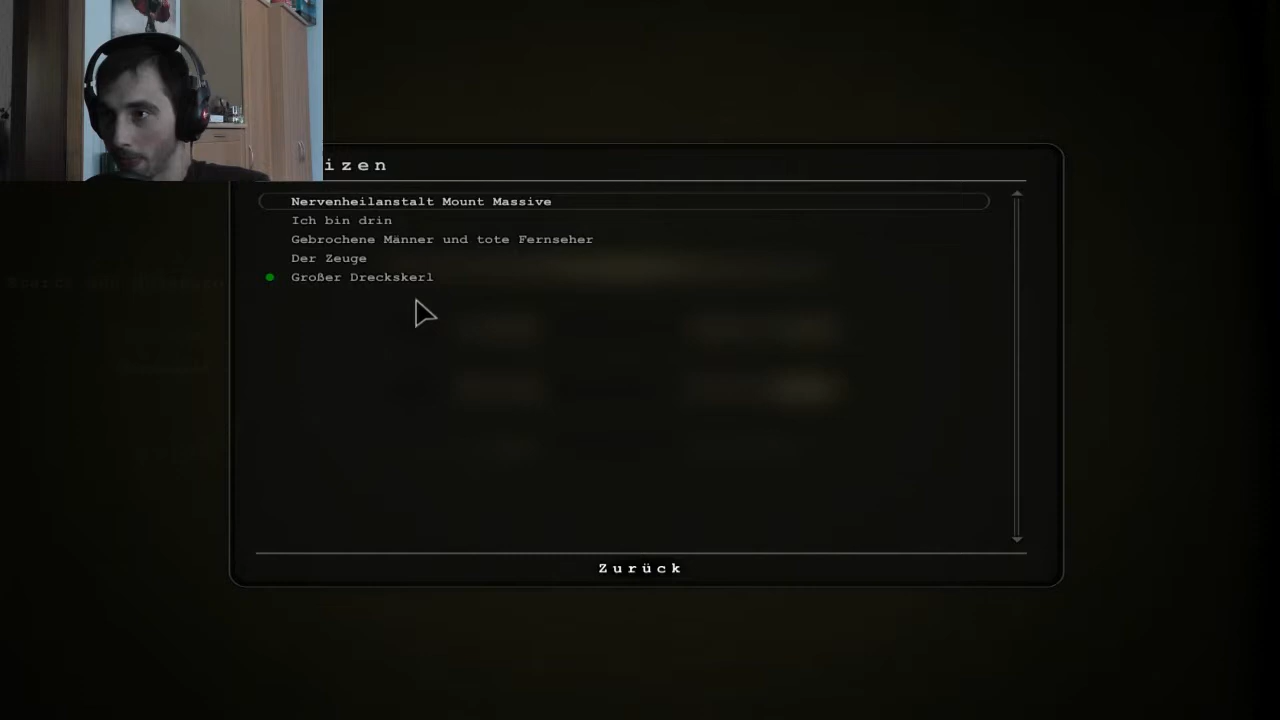 izen
Nervenheilanstalt Mount Massive
Ich bin drin
Gebrochene Männer und tote Fernseher
Der Zeuge
Großer Dreckskerl
Zurück